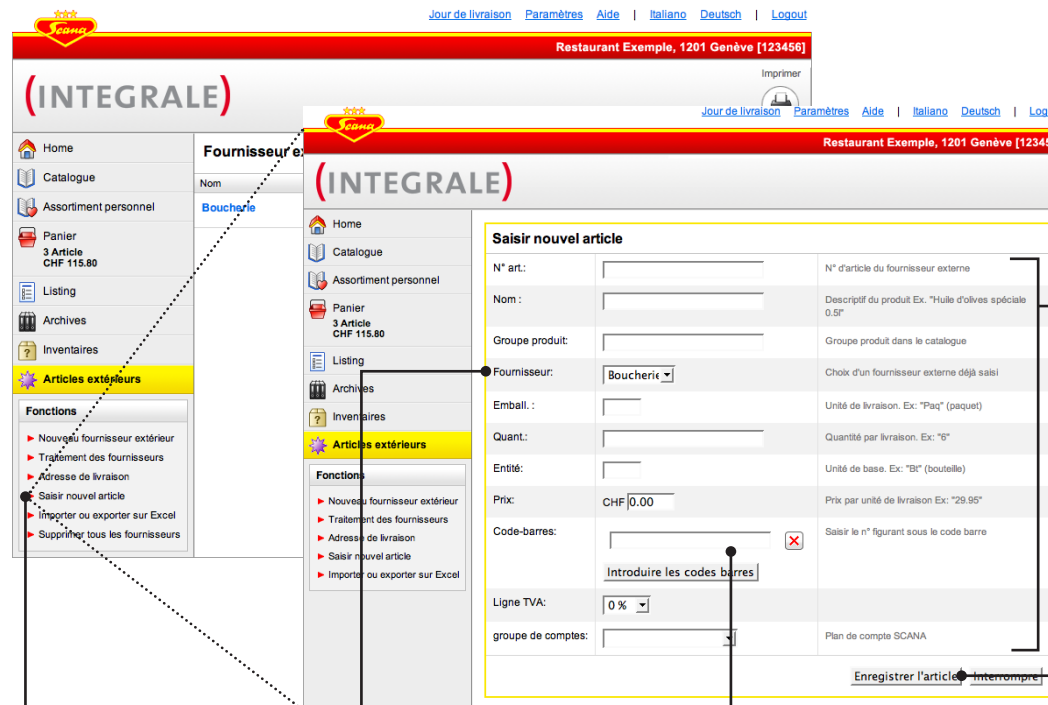 Jour de livraison Paramètres Aide | Italiano Deutsch | Logout
Scana
Restaurant Exemple, 1201 Genève [123456]
(INTEGRALE)
Imprimer
Home
Catalogue
Assortiment personnel
Panier
3 Article
CHF 115.80
Listing
Archives
Inventaires
Articles extérieurs
Fonctions
Nouveau fournisseur extérieur
Traitement des fournisseurs
Adresse de livraison
Saisir nouvel article
Importer ou exporter sur Excel
Supprimer tous les fournisseurs
Fournisseur
Nom
Boucherie
Jour de livraison Paramètres Aide | Italiano Deutsch | Log
Scana
Restaurant Exemple, 1201 Genève [12345
(INTEGRALE)
Home
Catalogue
Assortiment personnel
Panier
3 Article
CHF 115.80
Listing
Archives
Inventaires
Articles extérieurs
Fonctions
Nouveau fournisseur extérieur
Traitement des fournisseurs
Adresse de livraison
Saisir nouvel article
Importer ou exporter sur Excel
Saisir nouvel article
N° art.: N° d'article du fournisseur externe
Nom : Descriptif du produit Ex. "Huile d'olives spéciale
0.5l"
Groupe produit: Groupe produit dans le catalogue
Fournisseur: Boucherie Choix d'un fournisseur externe déjà saisi
Emball. : Unité de livraison. Ex: "Paq" (paquet)
Quant.: Quantité par livraison. Ex: "6"
Entité: Unité de base. Ex: "Bt" (bouteille)
Prix: CHF 0.00 Prix par unité de livraison Ex: "29.95"
Code-barres: Saisir le n° figurant sous le code barre
Introduire les codes barres
Ligne TVA: 0 %
groupe de comptes: Plan de compte SCANA
Enregistrer l'article Interrompre